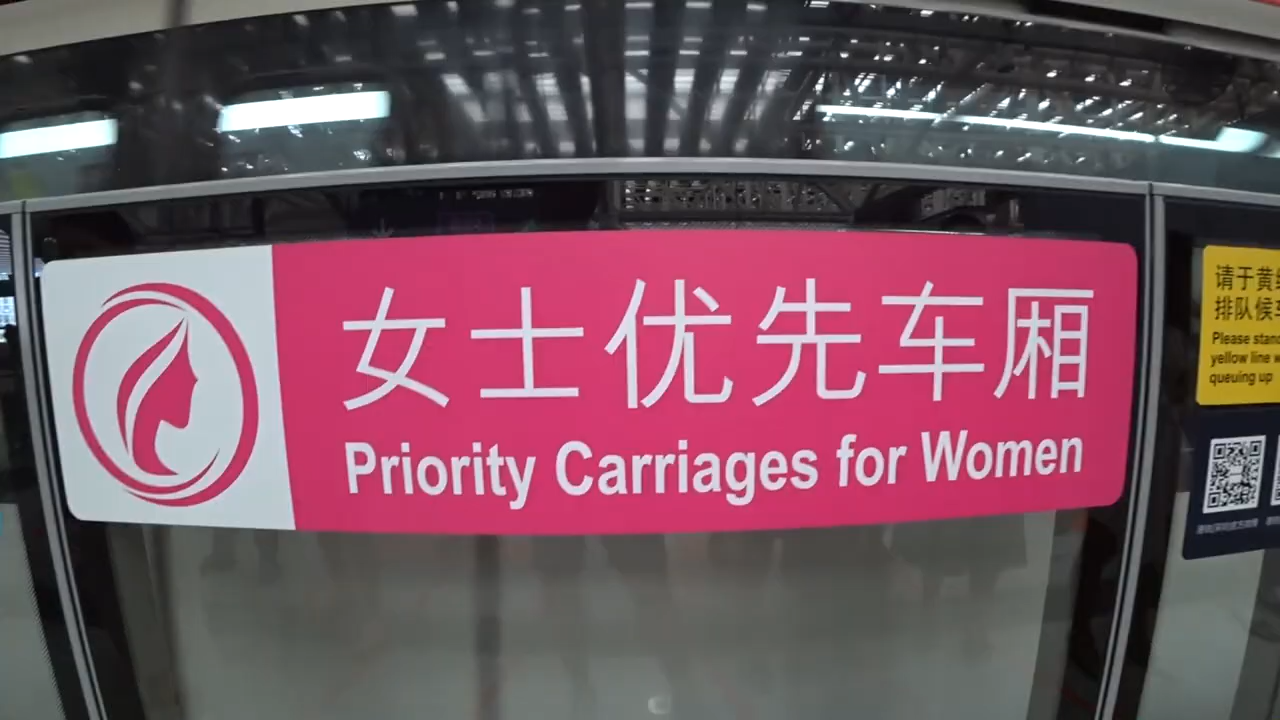 女士优先车厢
Priority Carriages for Women
请于黄
排队候
Please stand
yellow line
queuing up